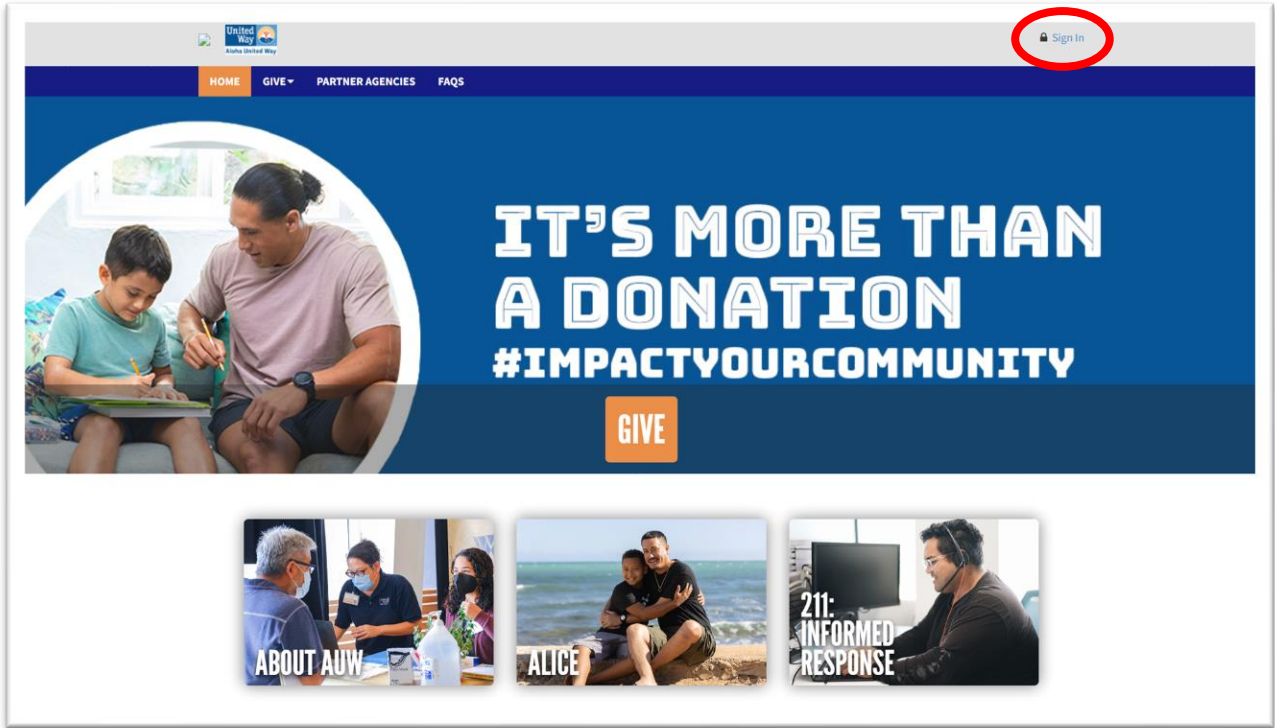 United
Way
Aloha United Way
Sign In
HOME GIVE PARTNER AGENCIES FAQS
IT'S MORE THAN
A DONATION
#IMPACTYOURCOMMUNITY
GIVE
ABOUT AUW
ALICE
211:
INFORMED
RESPONSE